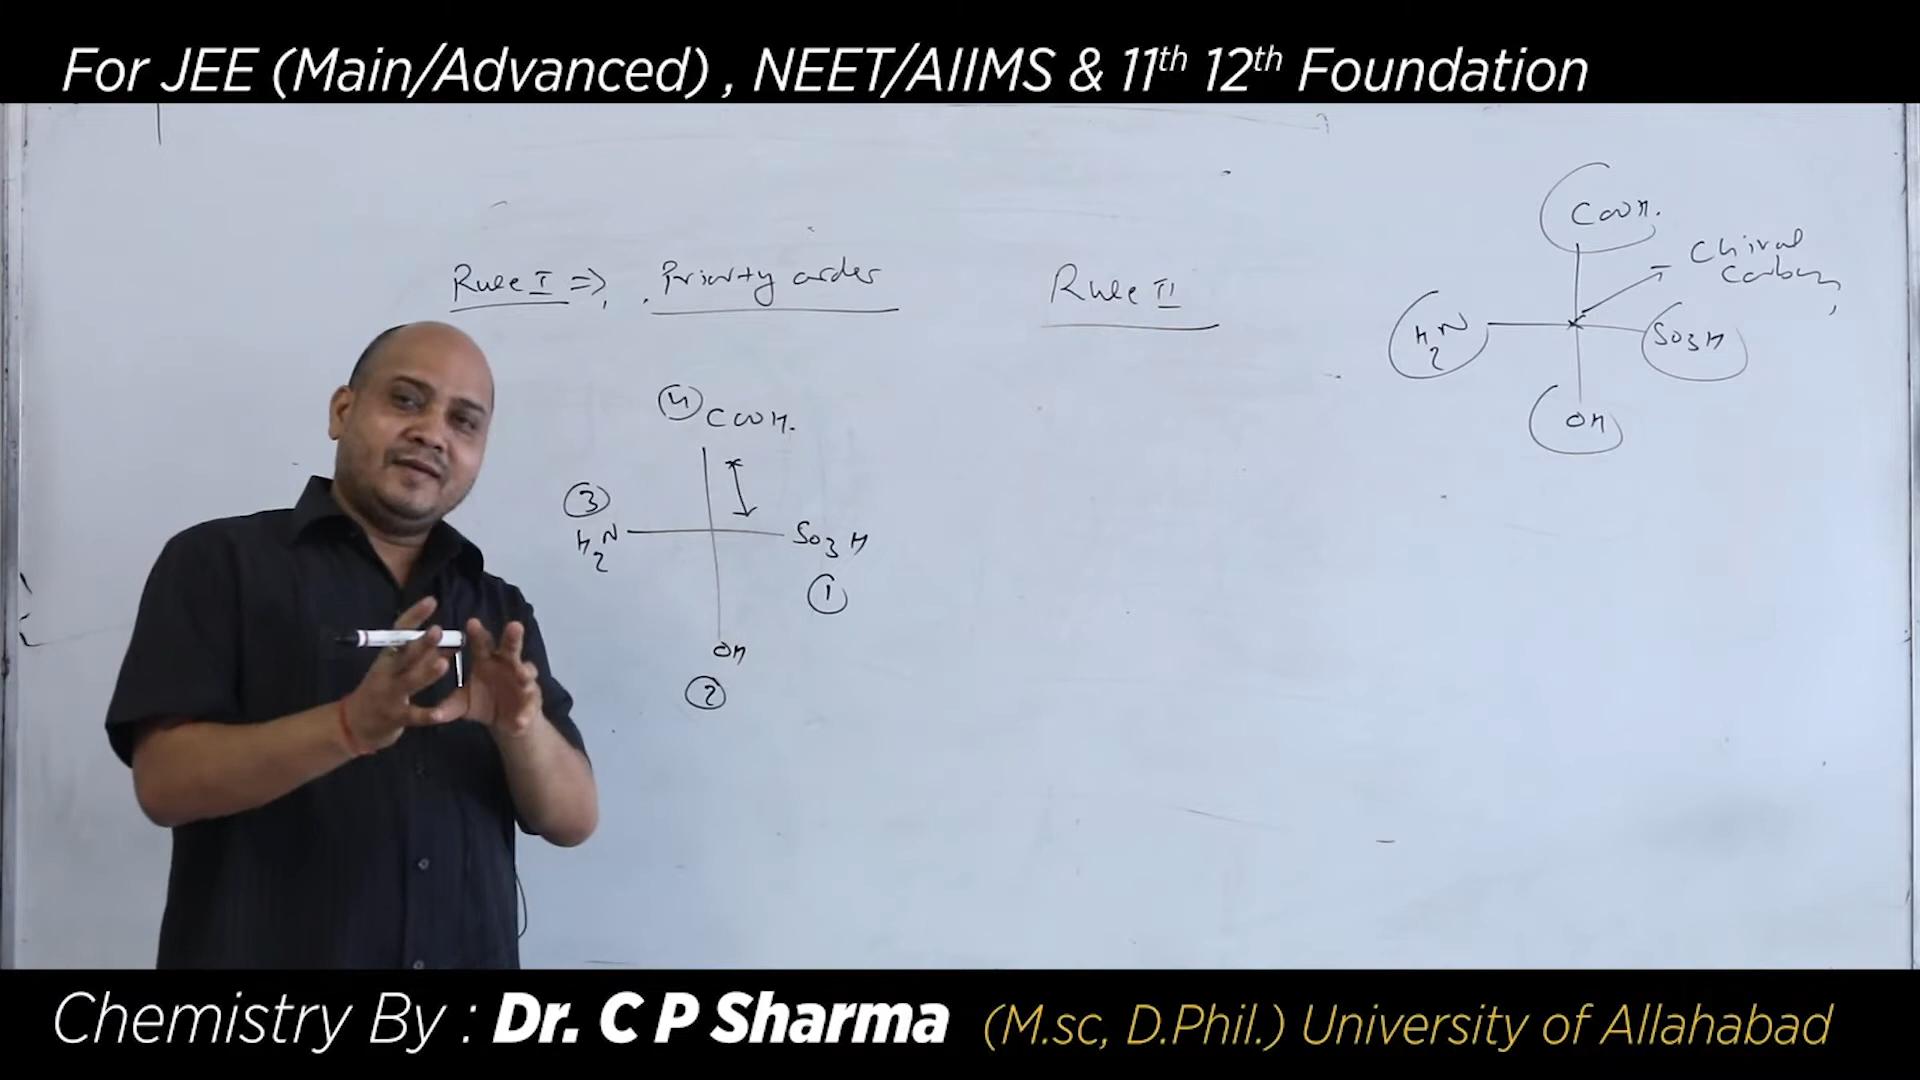 For JEE (Main/Advanced) , NEET/AIIMS & 11th 12th Foundation
Rule I ⇒ Priority order
Rule II
COOH.
Chiral
Carbon,
H2N
SO3H
OH
④ COOH.
③
H2N
SO3H
①
OH
②
Chemistry By : Dr. C P Sharma (M.sc, D.Phil.) University of Allahabad